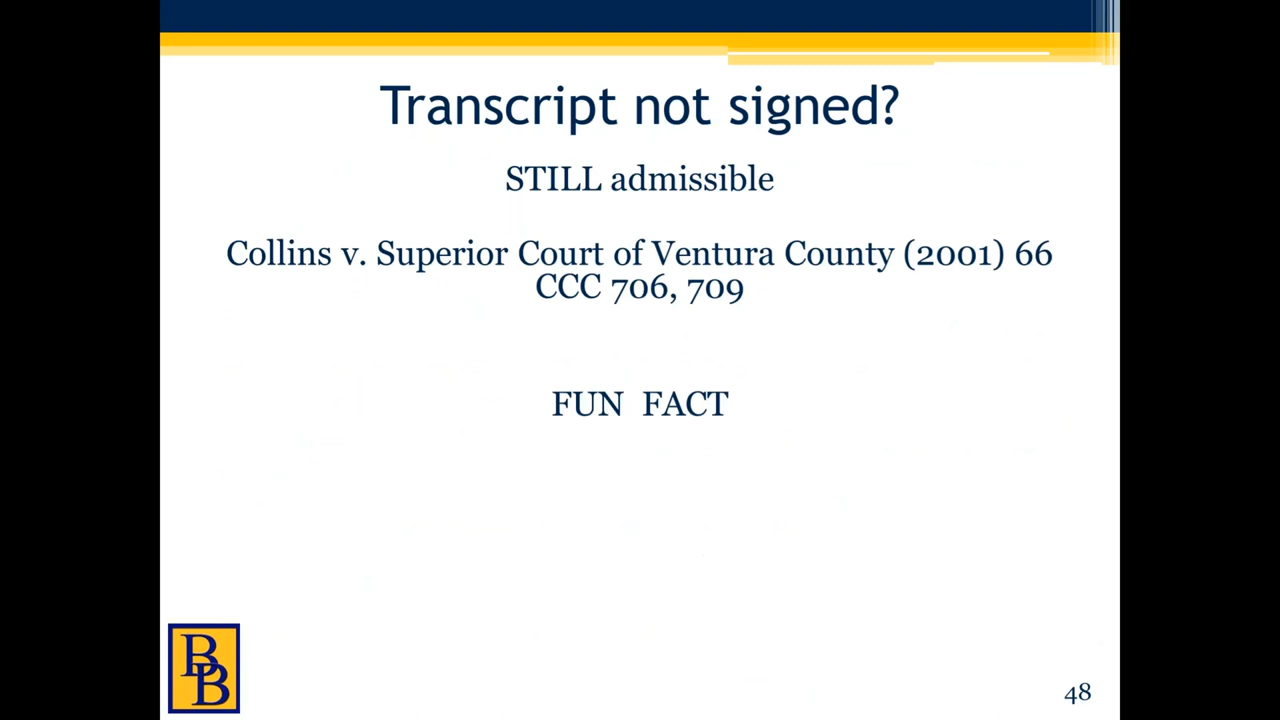 Transcript not signed?
STILL admissible
Collins v. Superior Court of Ventura County (2001) 66
CCC 706, 709
FUN FACT
BB
48